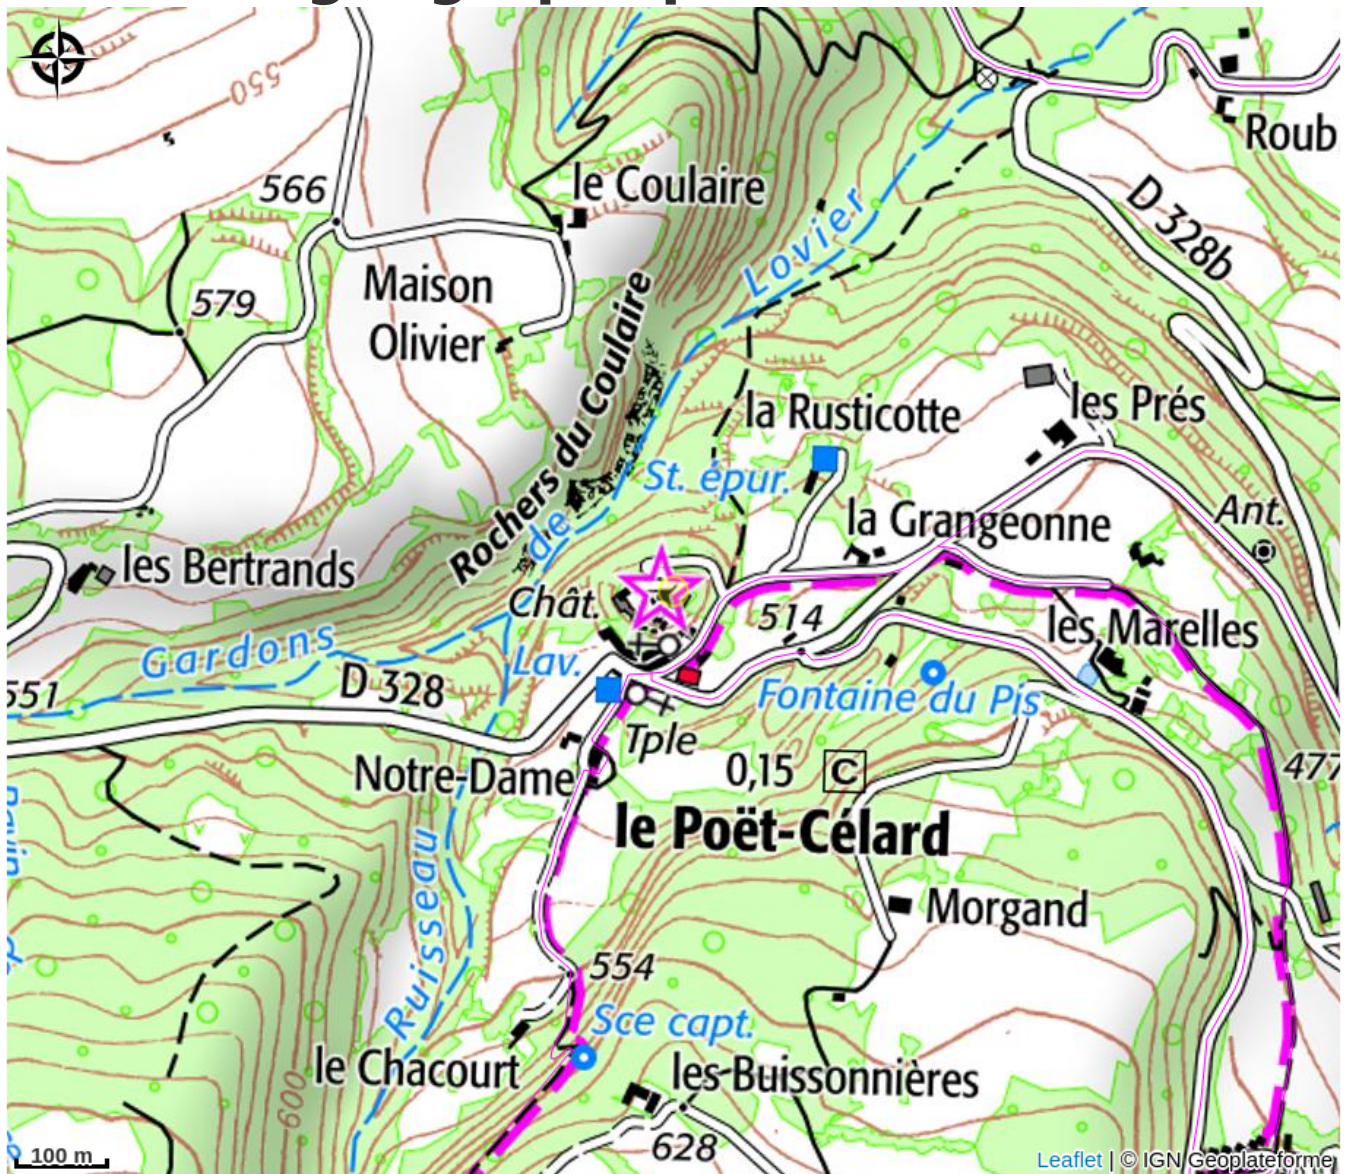 550
Roub
566
le Coulaire
D 328b
Lovier
Maison
Olivier
579
Rochers du Coulaire
les Prés
la Rusticotte
St. épur.
la Grangeonne
Ant.
de
les Bertrands
Chât.
514
les Marelles
Gardons
Lav.
551
D 328
Fontaine du Pis
Tple
Notre-Dame
0,15 C
477
le Poët-Célard
Ruisseau
Morgand
554
Sce capt.
le Chacourt
les Buissonnières
600
628
100 m
Leaflet | © IGN Geoplateforme